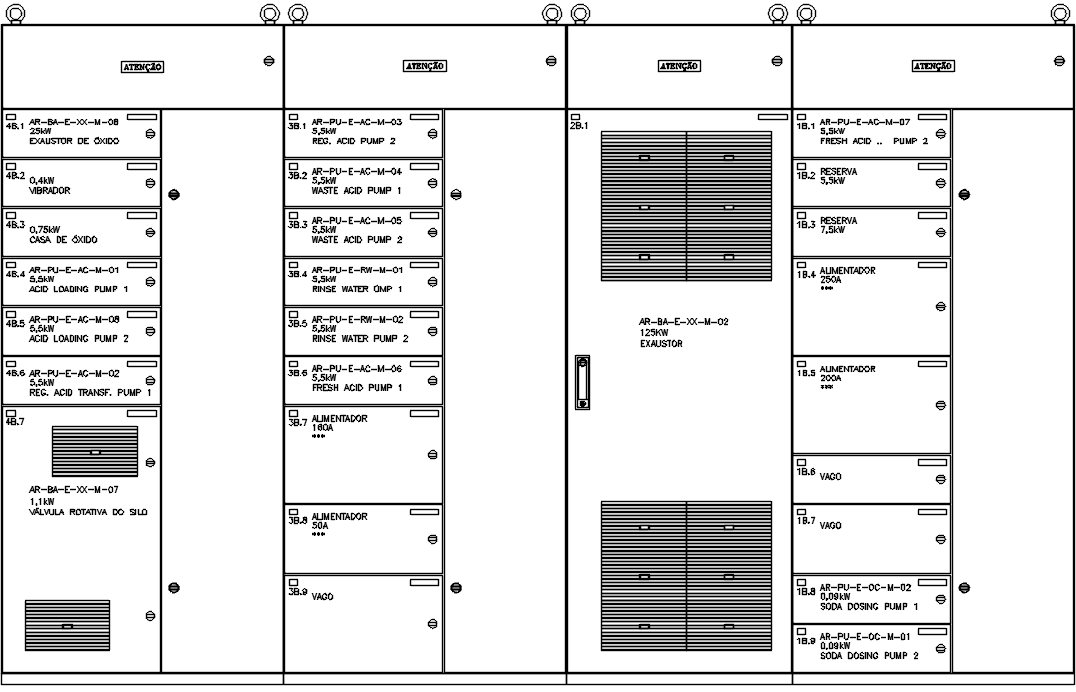 ATENÇÃO
ATENÇÃO
ATENÇÃO
ATENÇÃO
4B.1
AR-BA-E-XX-M-08
25kW
EXAUSTOR DE ÓXIDO
4B.2
0,4kW
VIBRADOR
4B.3
0,75kW
CASA DE ÓXIDO
4B.4
AR-PU-E-AC-M-01
5,5kW
ACID LOADING PUMP 1
4B.5
AR-PU-E-AC-M-08
5,5kW
ACID LOADING PUMP 2
4B.6
AR-PU-E-AC-M-02
5,5kW
REG. ACID TRANSF. PUMP 1
4B.7
AR-BA-E-XX-M-07
1,1kW
VÁLVULA ROTATIVA DO SILO
3B.1
AR-PU-E-AC-M-03
5,5kW
REG. ACID PUMP 2
3B.2
AR-PU-E-AC-M-04
5,5kW
WASTE ACID PUMP 1
3B.3
AR-PU-E-AC-M-05
5,5kW
WASTE ACID PUMP 2
3B.4
AR-PU-E-RW-M-01
5,5kW
RINSE WATER OMP 1
3B.5
AR-PU-E-RW-M-02
5,5kW
RINSE WATER PUMP 2
3B.6
AR-PU-E-AC-M-06
5,5kW
FRESH ACID PUMP 1
3B.7
ALIMENTADOR
160A
***
3B.8
ALIMENTADOR
50A
***
3B.9
VAGO
2B.1
AR-BA-E-XX-M-02
125KW
EXAUSTOR
1B.1
AR-PU-E-AC-M-07
5,5kW
FRESH ACID .. PUMP 2
1B.2
RESERVA
5,5kW
1B.3
RESERVA
7,5kW
1B.4
ALIMENTADOR
250A
***
1B.5
ALIMENTADOR
200A
***
1B.6
VAGO
1B.7
VAGO
1B.8
AR-PU-E-OC-M-02
0,09kW
SODA DOSING PUMP 1
1B.9
AR-PU-E-OC-M-01
0,09kW
SODA DOSING PUMP 2